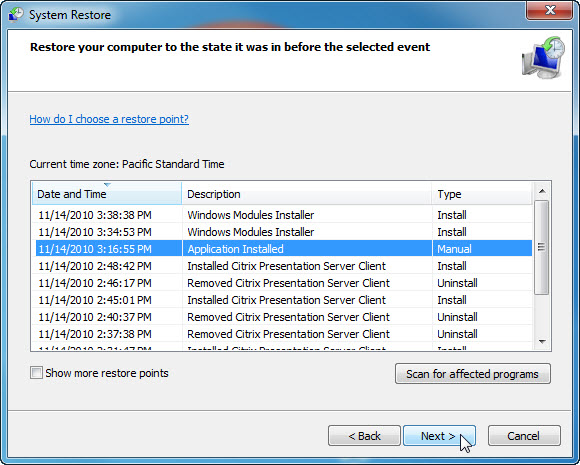 System Restore
Restore your computer to the state it was in before the selected event
How do I choose a restore point?
Current time zone: Pacific Standard Time
Date and Time Description Type
11/14/2010 3:38:38 PM Windows Modules Installer Install
11/14/2010 3:34:53 PM Windows Modules Installer Install
11/14/2010 3:16:55 PM Application Installed Manual
11/14/2010 2:48:42 PM Installed Citrix Presentation Server Client Install
11/14/2010 2:46:17 PM Removed Citrix Presentation Server Client Uninstall
11/14/2010 2:45:01 PM Installed Citrix Presentation Server Client Install
11/14/2010 2:40:37 PM Removed Citrix Presentation Server Client Uninstall
11/14/2010 2:37:38 PM Removed Citrix Presentation Server Client Uninstall
Installed Citrix Presentation Server Client Install
Show more restore points Scan for affected programs
< Back Next > Cancel